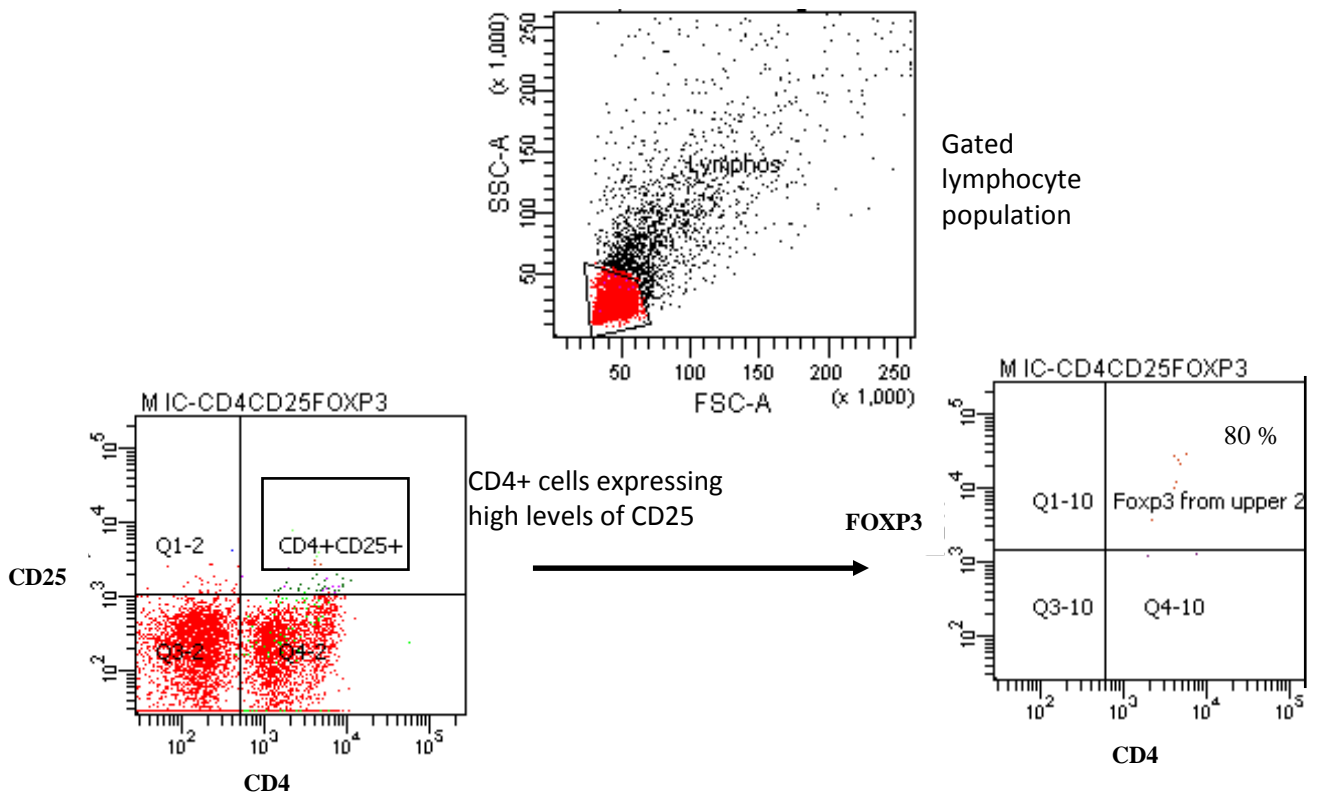 250
200
150
100
50
SSC-A (x 1,000)
Lymphos
50 100 150 200 250
FSC-A (x 1,000)
Gated
lymphocyte
population
M IC-CD4CD25FOXP3
10^5
10^4
10^3
10^2
Q1-2 CD4+CD25+
Q3-2 Q4-2
CD25
10^2 10^3 10^4 10^5
CD4
CD4+ cells expressing
high levels of CD25
M IC-CD4CD25FOXP3
10^5
10^4
10^3
10^2
80 %
Q1-10 Foxp3 from upper 2
Q3-10 Q4-10
FOXP3
10^2 10^3 10^4 10^5
CD4